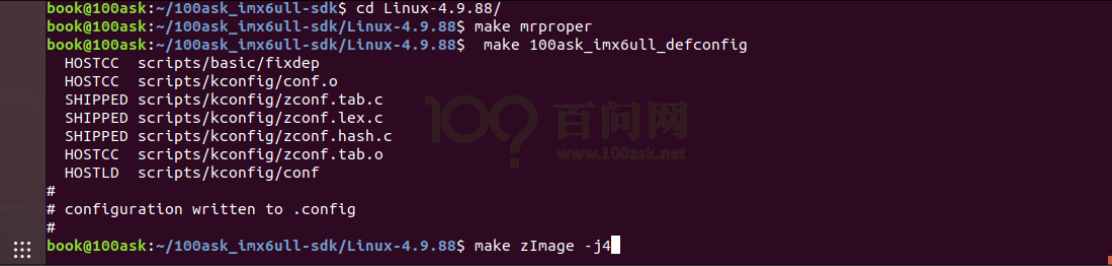 book@100ask:~/100ask_imx6ull-sdk$ cd Linux-4.9.88/
book@100ask:~/100ask_imx6ull-sdk/Linux-4.9.88$ make mrproper
book@100ask:~/100ask_imx6ull-sdk/Linux-4.9.88$  make 100ask_imx6ull_defconfig
  HOSTCC  scripts/basic/fixdep
  HOSTCC  scripts/kconfig/conf.o
  SHIPPED scripts/kconfig/zconf.tab.c
  SHIPPED scripts/kconfig/zconf.lex.c
  SHIPPED scripts/kconfig/zconf.hash.c
  HOSTCC  scripts/kconfig/zconf.tab.o
  HOSTLD  scripts/kconfig/conf
#
# configuration written to .config
#
book@100ask:~/100ask_imx6ull-sdk/Linux-4.9.88$ make zImage -j4
100? 百问网
www.100ask.net